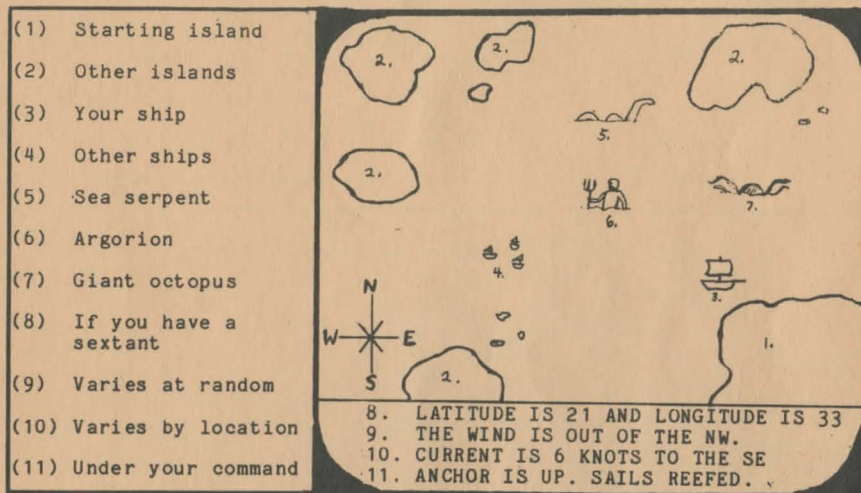 (1) Starting island
(2) Other islands
(3) Your ship
(4) Other ships
(5) Sea serpent
(6) Argorion
(7) Giant octopus
(8) If you have a
sextant
(9) Varies at random
(10) Varies by location
(11) Under your command
2.
2.
2.
5.
2.
6.
7.
4.
3.
N
W E
S
1.
2.
8. LATITUDE IS 21 AND LONGITUDE IS 33
9. THE WIND IS OUT OF THE NW.
10. CURRENT IS 6 KNOTS TO THE SE
11. ANCHOR IS UP. SAILS REEFED.